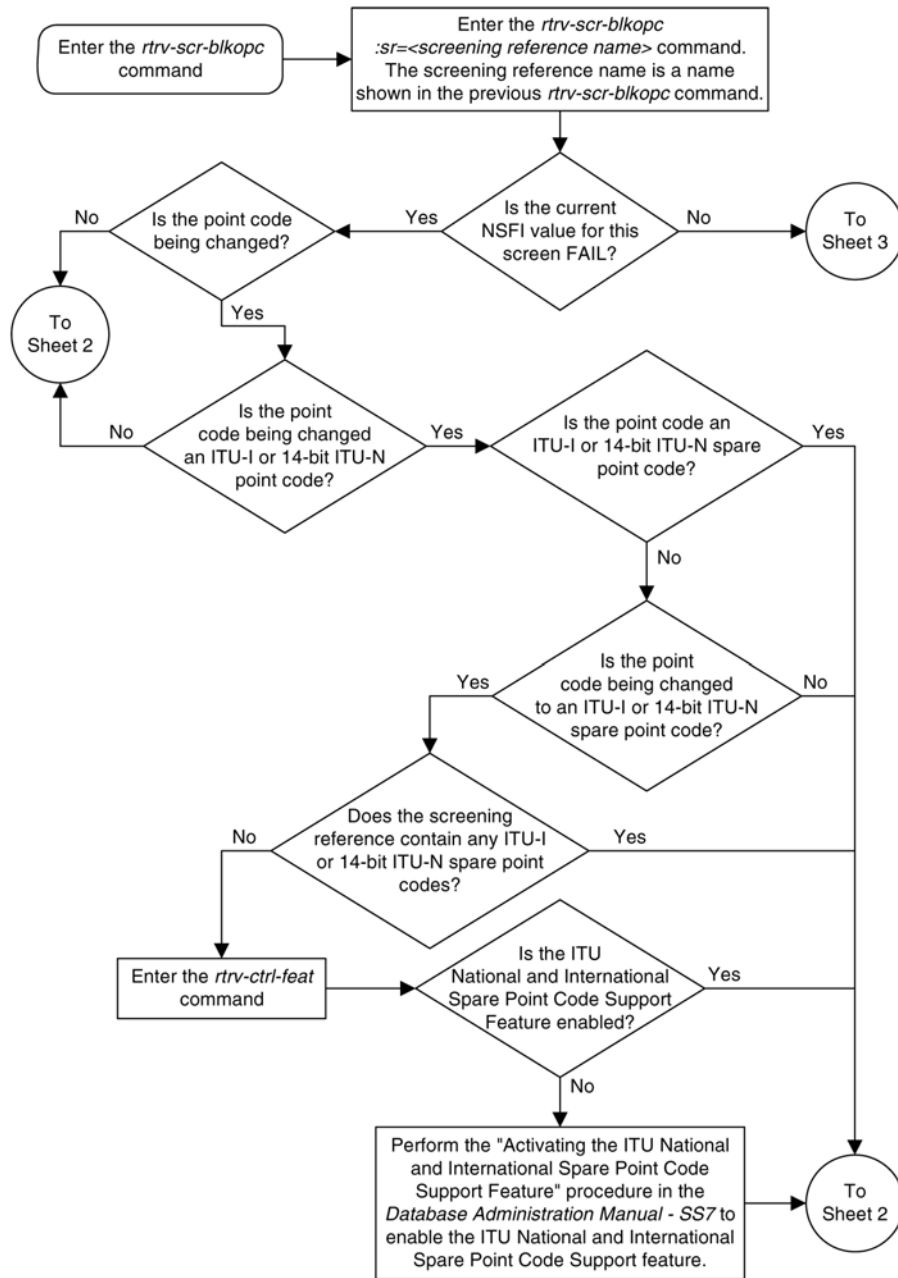 Enter the rtrv-scr-blkopc
command
Enter the rtrv-scr-blkopc
:sr=<screening reference name> command.
The screening reference name is a name
shown in the previous rtrv-scr-blkopc command.
Is the current
NSFI value for this
screen FAIL?
Yes
No
To
Sheet 3
Is the point code
being changed?
No
Yes
To
Sheet 2
Is the point
code being changed
an ITU-I or 14-bit ITU-N
point code?
No
Yes
Is the point code an
ITU-I or 14-bit ITU-N spare
point code?
Yes
No
Is the point
code being changed
to an ITU-I or 14-bit ITU-N
spare point code?
Yes
No
Does the screening
reference contain any ITU-I
or 14-bit ITU-N spare point
codes?
No
Yes
Enter the rtrv-ctrl-feat
command
Is the ITU
National and International
Spare Point Code Support
Feature enabled?
Yes
No
Perform the "Activating the ITU National
and International Spare Point Code
Support Feature" procedure in the
Database Administration Manual - SS7 to
enable the ITU National and International
Spare Point Code Support feature.
To
Sheet 2